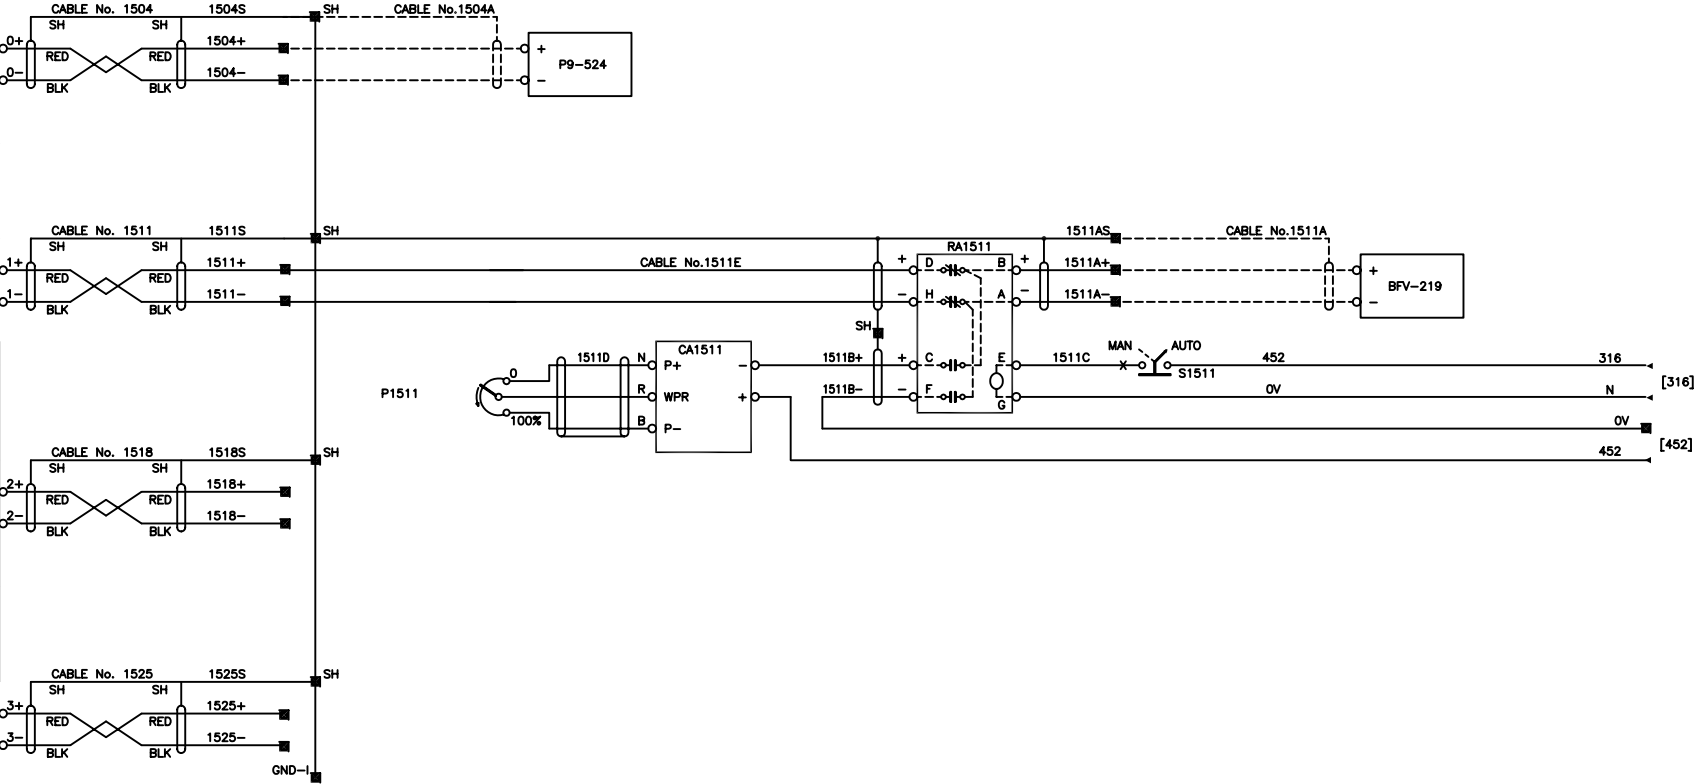 CABLE No. 1504 1504S SH CABLE No.1504A
SH SH
0+ 1504+ +
RED RED P9-524
0- 1504- -
BLK BLK
CABLE No. 1511 1511S SH 1511AS CABLE No.1511A
SH SH RA1511
1+ 1511+ CABLE No.1511E + D B + 1511A+ +
RED RED BFV-219
1- 1511- - H A - 1511A- -
BLK BLK
SH
CA1511 MAN AUTO
0 1511D N P+ - 1511B+ + C E 1511C X S1511 452 316
[316]
P1511 R WPR + 1511B- - F G 0V N
100% B P- 0V
[452]
452
CABLE No. 1518 1518S SH
SH SH
2+ 1518+
RED RED
2- 1518-
BLK BLK
CABLE No. 1525 1525S SH
SH SH
3+ 1525+
RED RED
3- 1525-
BLK BLK
GND-I